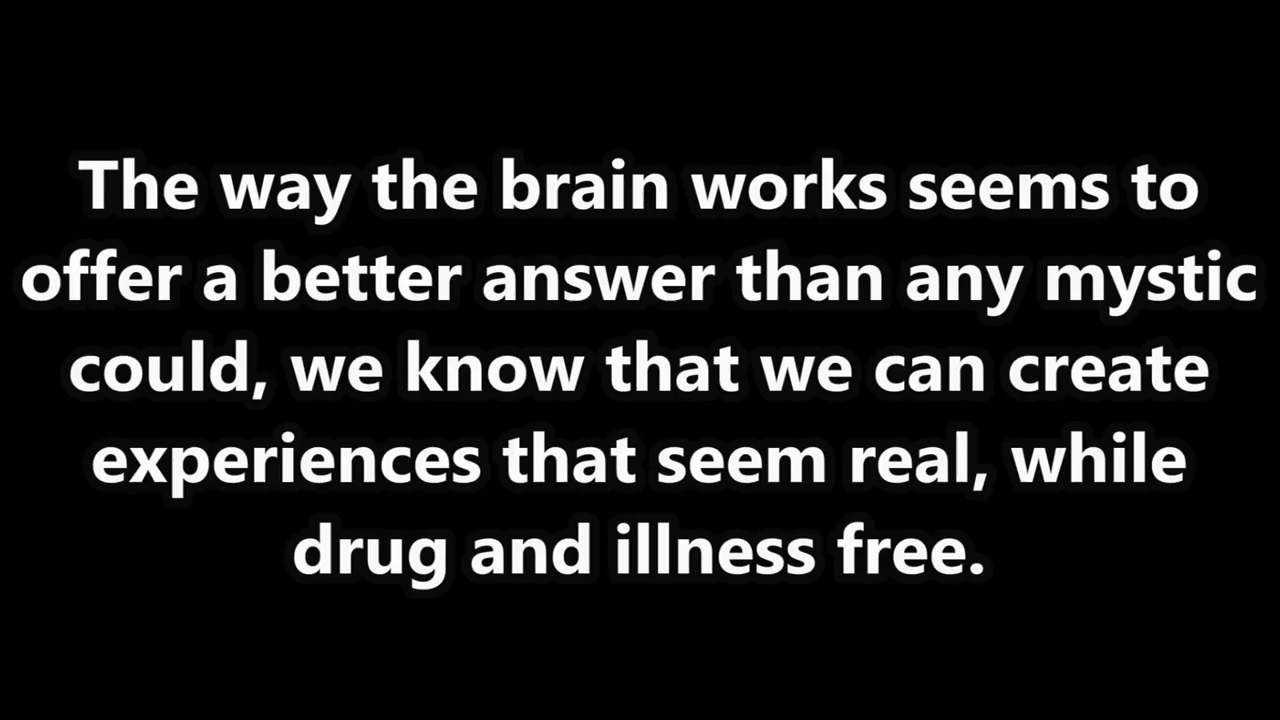 The way the brain works seems to
offer a better answer than any mystic
could, we know that we can create
experiences that seem real, while
drug and illness free.